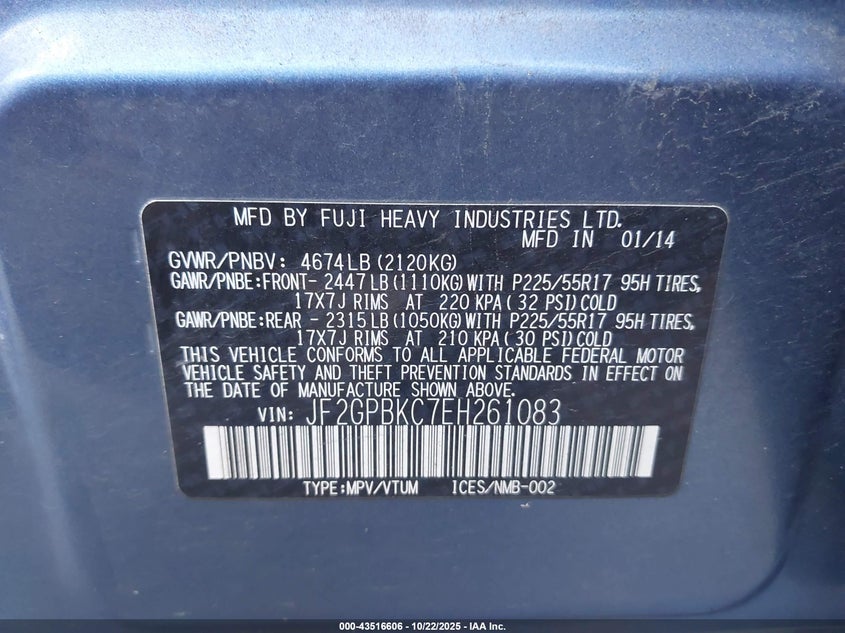 MFD BY FUJI HEAVY INDUSTRIES LTD.
MFD IN 01/14
GVWR/PNBV: 4674LB (2120KG)
GAWR/PNBE:FRONT- 2447LB (1110KG) WITH P225/55R17 95H TIRES,
17X7J RIMS AT 220 KPA ( 32 PSI) COLD
GAWR/PNBE:REAR - 2315LB (1050KG) WITH P225/55R17 95H TIRES,
17X7J RIMS AT 210 KPA ( 30 PSI) COLD
THIS VEHICLE CONFORMS TO ALL APPLICABLE FEDERAL MOTOR
VEHICLE SAFETY AND THEFT PREVENTION STANDARDS IN EFFECT ON
THE DATE OF MANUFACTURE SHOWN ABOVE.
VIN: JF2GPBKC7EH261083
TYPE:MPV/VTUM ICES/NMB-002
000-43516606 - 10/22/2025 - IAA Inc.